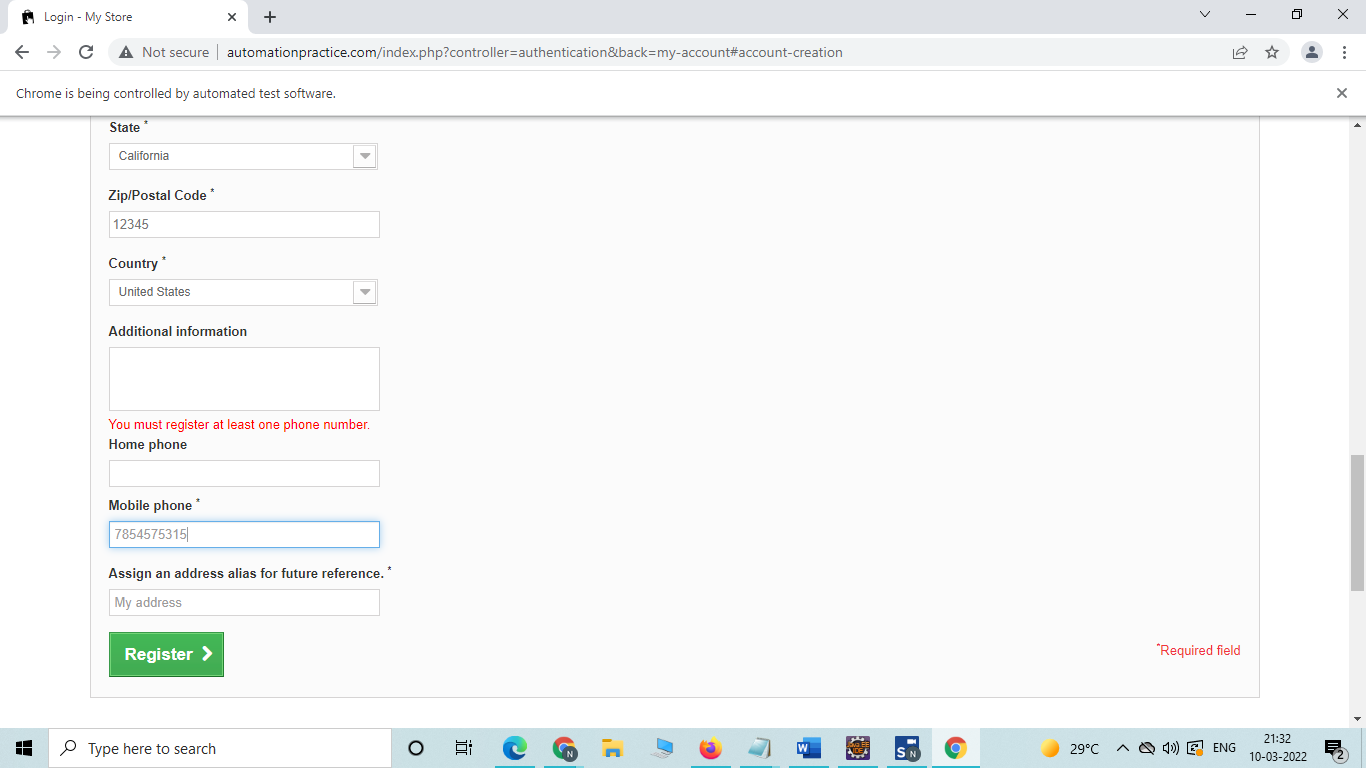 Login - My Store
Not secure
automationpractice.com/index.php?controller=authentication&back=my-account#account-creation
Chrome is being controlled by automated test software.
State *
California
Zip/Postal Code *
12345
Country *
United States
Additional information
You must register at least one phone number.
Home phone
Mobile phone *
7854575315
Assign an address alias for future reference. *
My address
Register
*Required field
Type here to search
N
W
S N
29°C
ENG
21:32
10-03-2022
2